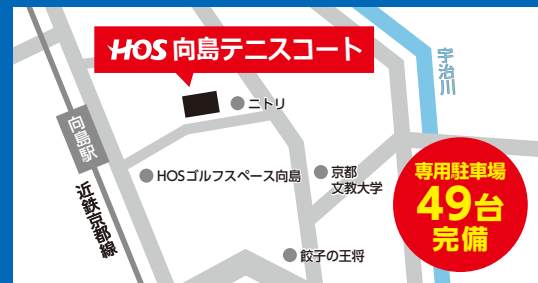 HOS 向島テニスコート
宇治川
ニトリ
向島駅
HOSゴルフスペース向島
京都
文教大学
専用駐車場
49台
完備
近鉄京都線
餃子の王将